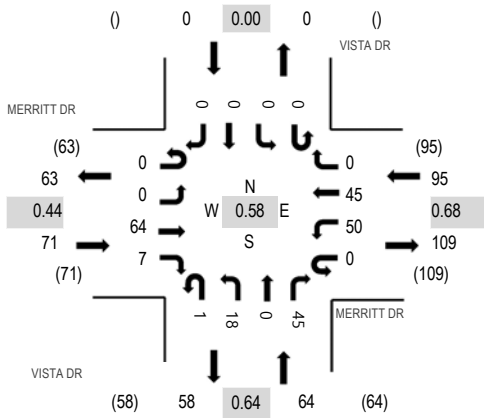 () 0 0.00 0 ()
VISTA DR
MERRITT DR
0 0 0 0
(63) 0 0 (95)
63 0 45 95
N
0.44 64 W 0.58 E 50 0.68
S
71 7 0 109
(71) (109)
1 18 0 45
MERRITT DR
VISTA DR
(58) 58 0.64 64 (64)